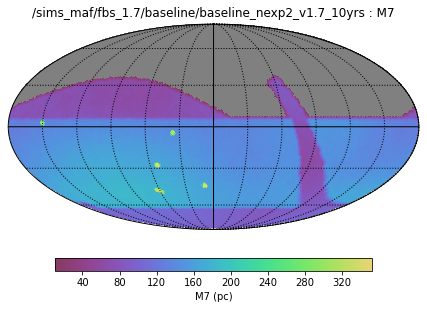 /sims_maf/fbs_1.7/baseline/baseline_nexp2_v1.7_10yrs : M7
40 80 120 160 200 240 280 320
M7 (pc)